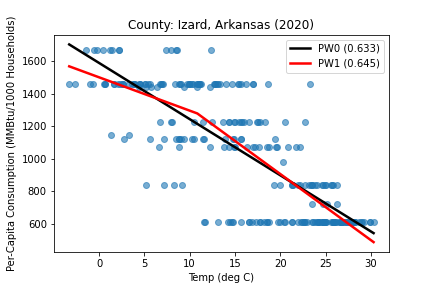 County: Izard, Arkansas (2020)
PW0 (0.633)
PW1 (0.645)
Per-Capita Consumption (MMBtu/1000 Households)
1600
1400
1200
1000
800
600
0 5 10 15 20 25 30
Temp (deg C)